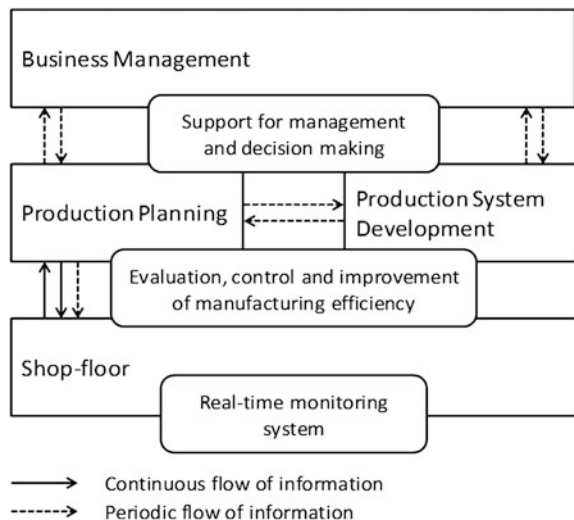 Business Management
Support for management
and decision making
Production Planning
Production System
Development
Evaluation, control and improvement
of manufacturing efficiency
Shop-floor
Real-time monitoring
system
Continuous flow of information
Periodic flow of information